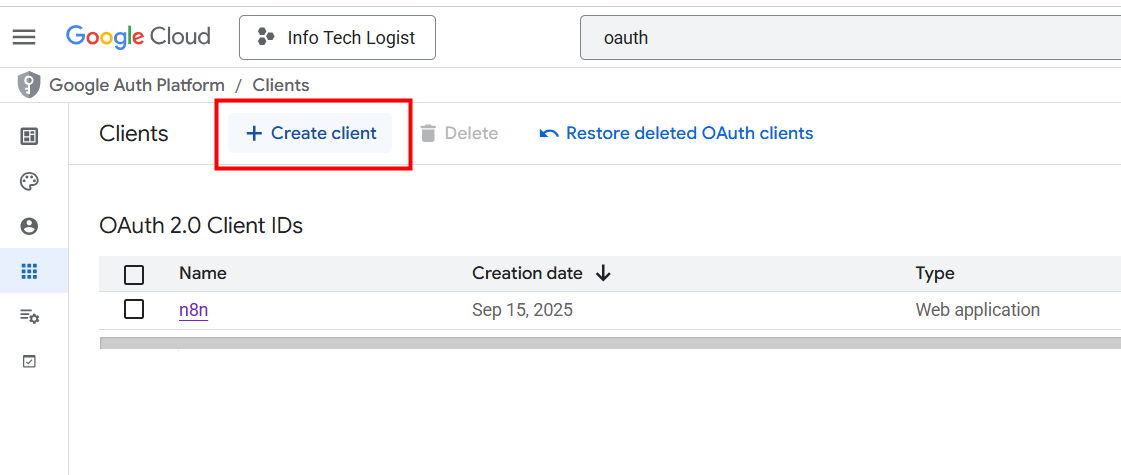 Google Cloud
Info Tech Logist
oauth
Google Auth Platform / Clients
Clients
+ Create client
Delete
Restore deleted OAuth clients
OAuth 2.0 Client IDs
Name
Creation date ↓
Type
n8n
Sep 15, 2025
Web application